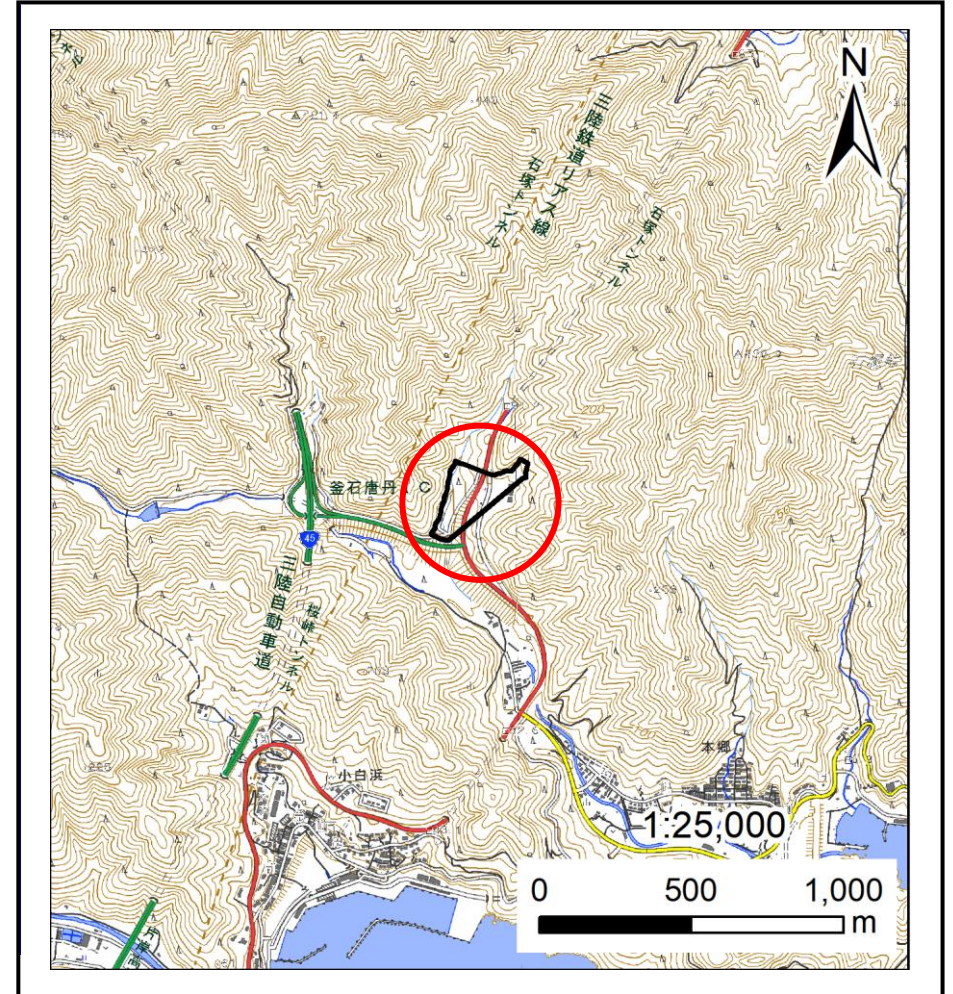 N
三陸鉄道リアス線
石塚トンネル
石塚トンネル
200
釜石唐丹IC
250
45
三陸自動車道
桜峠トンネル
本郷
小白浜
1:25,000
0 500 1,000
m